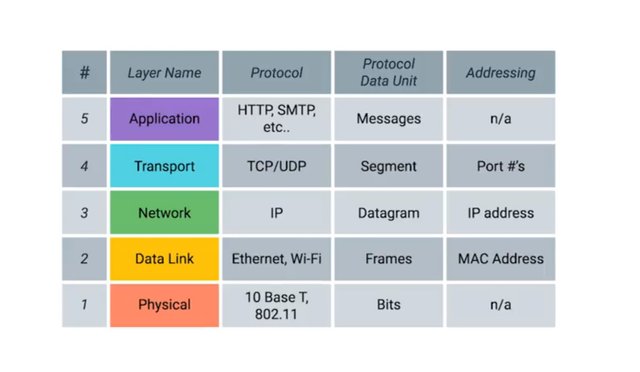 # Layer Name Protocol Protocol Data Unit Addressing
5 Application HTTP, SMTP, etc.. Messages n/a
4 Transport TCP/UDP Segment Port #'s
3 Network IP Datagram IP address
2 Data Link Ethernet, Wi-Fi Frames MAC Address
1 Physical 10 Base T, 802.11 Bits n/a